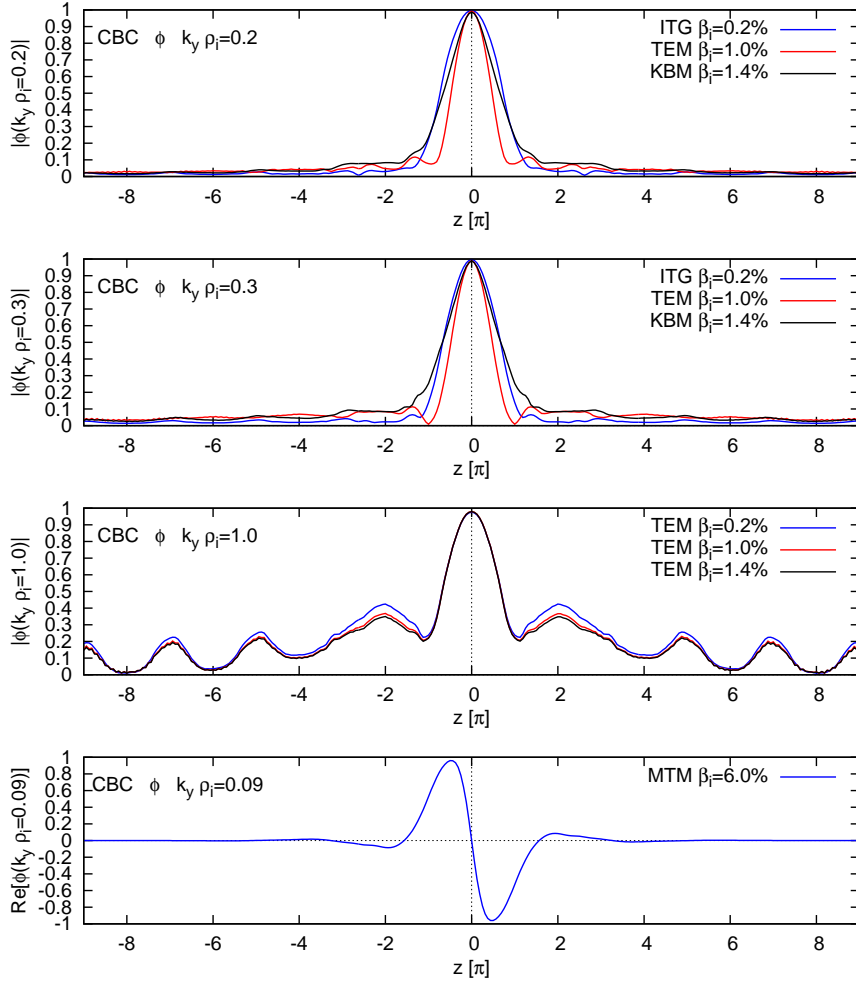 CBC ϕ k_y ρ_i=0.2
ITG β_i=0.2%
TEM β_i=1.0%
KBM β_i=1.4%
|ϕ(k_y ρ_i=0.2)|
1
0.9
0.8
0.7
0.6
0.5
0.4
0.3
0.2
0.1
0
-8 -6 -4 -2 0 2 4 6 8
z [π]
CBC ϕ k_y ρ_i=0.3
ITG β_i=0.2%
TEM β_i=1.0%
KBM β_i=1.4%
|ϕ(k_y ρ_i=0.3)|
1
0.9
0.8
0.7
0.6
0.5
0.4
0.3
0.2
0.1
0
-8 -6 -4 -2 0 2 4 6 8
z [π]
CBC ϕ k_y ρ_i=1.0
TEM β_i=0.2%
TEM β_i=1.0%
TEM β_i=1.4%
|ϕ(k_y ρ_i=1.0)|
1
0.9
0.8
0.7
0.6
0.5
0.4
0.3
0.2
0.1
0
-8 -6 -4 -2 0 2 4 6 8
z [π]
CBC ϕ k_y ρ_i=0.09
MTM β_i=6.0%
Re[ϕ(k_y ρ_i=0.09)]
1
0.8
0.6
0.4
0.2
0
-0.2
-0.4
-0.6
-0.8
-1
-8 -6 -4 -2 0 2 4 6 8
z [π]